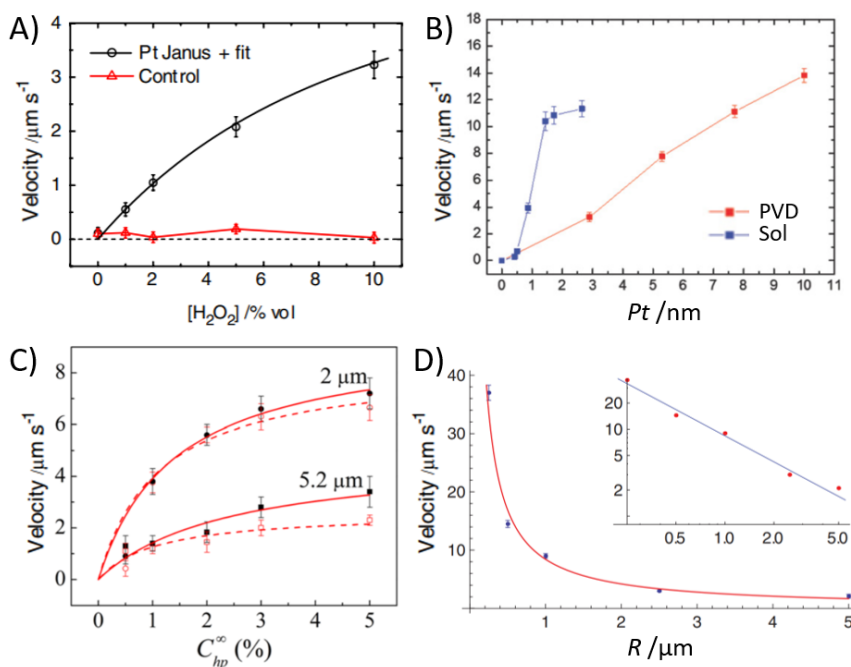 A)
4
3
2
1
0
Velocity /μm s⁻¹
Pt Janus + fit
Control
0 2 4 6 8 10
[H₂O₂] /% vol
B)
18
16
14
12
10
8
6
4
2
0
Velocity /μm s⁻¹
PVD
Sol
0 1 2 3 4 5 6 7 8 9 10 11
Pt /nm
C)
8
6
4
2
0
Velocity /μm s⁻¹
2 μm
5.2 μm
0 1 2 3 4 5
C∞hp (%)
D)
40
30
20
10
Velocity /μm s⁻¹
20
10
5
2
0.5 1.0 2.0 5.0
1 2 3 4 5
R /μm